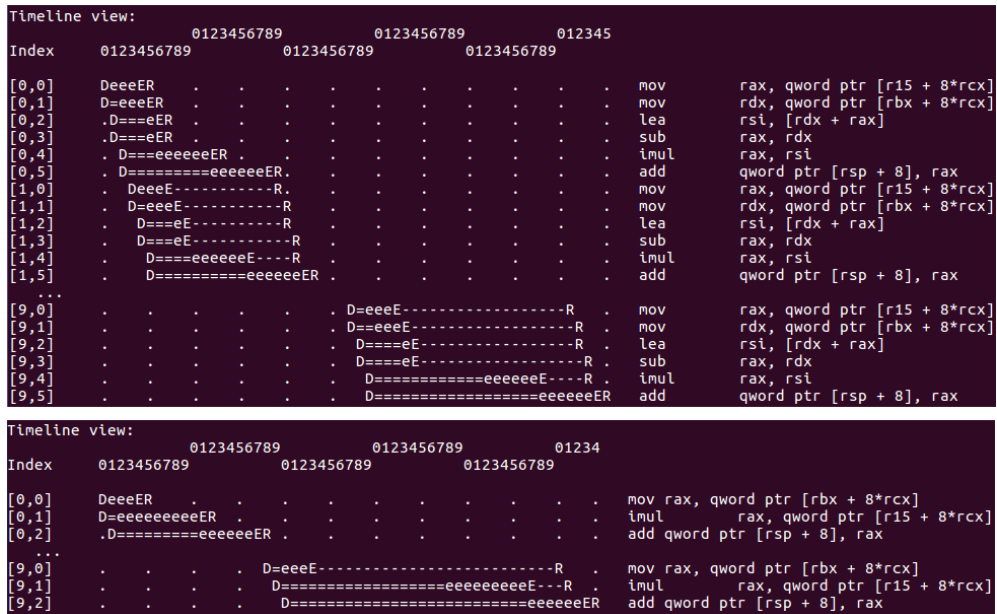 Timeline view:
                    0123456789          0123456789          012345
Index     0123456789          0123456789          0123456789
[0,0]     DeeeER    .    .    .    .    .    .    .    .    .    .   mov rax, qword ptr [r15 + 8*rcx]
[0,1]     D=eeeER   .    .    .    .    .    .    .    .    .    .   mov rdx, qword ptr [rbx + 8*rcx]
[0,2]     .D===eER  .    .    .    .    .    .    .    .    .    .   lea rsi, [rdx + rax]
[0,3]     .D===eER  .    .    .    .    .    .    .    .    .    .   sub rax, rdx
[0,4]     . D===eeeeeeER .    .    .    .    .    .    .    .    .   imul rax, rsi
[0,5]     . D=========eeeeeeER.    .    .    .    .    .    .    .   add qword ptr [rsp + 8], rax
[1,0]     .  DeeeE-----------R.    .    .    .    .    .    .    .   mov rax, qword ptr [r15 + 8*rcx]
[1,1]     .  D=eeeE-----------R    .    .    .    .    .    .    .   mov rdx, qword ptr [rbx + 8*rcx]
[1,2]     .   D===eE----------R    .    .    .    .    .    .    .   lea rsi, [rdx + rax]
[1,3]     .   D===eE-----------R   .    .    .    .    .    .    .   sub rax, rdx
[1,4]     .    D====eeeeeeE----R   .    .    .    .    .    .    .   imul rax, rsi
[1,5]     .    D==========eeeeeeER .    .    .    .    .    .    .   add qword ptr [rsp + 8], rax
...
[9,0]     .    .    .    .    .    . D=eeeE------------------R   .   mov rax, qword ptr [r15 + 8*rcx]
[9,1]     .    .    .    .    .    . D==eeeE------------------R  .   mov rdx, qword ptr [rbx + 8*rcx]
[9,2]     .    .    .    .    .    .  D====eE-----------------R  .   lea rsi, [rdx + rax]
[9,3]     .    .    .    .    .    .  D====eE------------------R .   sub rax, rdx
[9,4]     .    .    .    .    .    .   D============eeeeeeE----R .   imul rax, rsi
[9,5]     .    .    .    .    .    .   D==================eeeeeeER   add qword ptr [rsp + 8], rax
Timeline view:
                    0123456789          0123456789          01234
Index     0123456789          0123456789          0123456789
[0,0]     DeeeER    .    .    .    .    .    .    .    .    .   mov rax, qword ptr [rbx + 8*rcx]
[0,1]     D=eeeeeeeeeER  .    .    .    .    .    .    .    .   imul rax, qword ptr [r15 + 8*rcx]
[0,2]     .D=========eeeeeeER .    .    .    .    .    .    .   add qword ptr [rsp + 8], rax
...
[9,0]     .    .    .    .  D=eeeE--------------------------R   .   mov rax, qword ptr [rbx + 8*rcx]
[9,1]     .    .    .    .   D==================eeeeeeeeeE---R  .   imul rax, qword ptr [r15 + 8*rcx]
[9,2]     .    .    .    .    D==========================eeeeeeER   add qword ptr [rsp + 8], rax